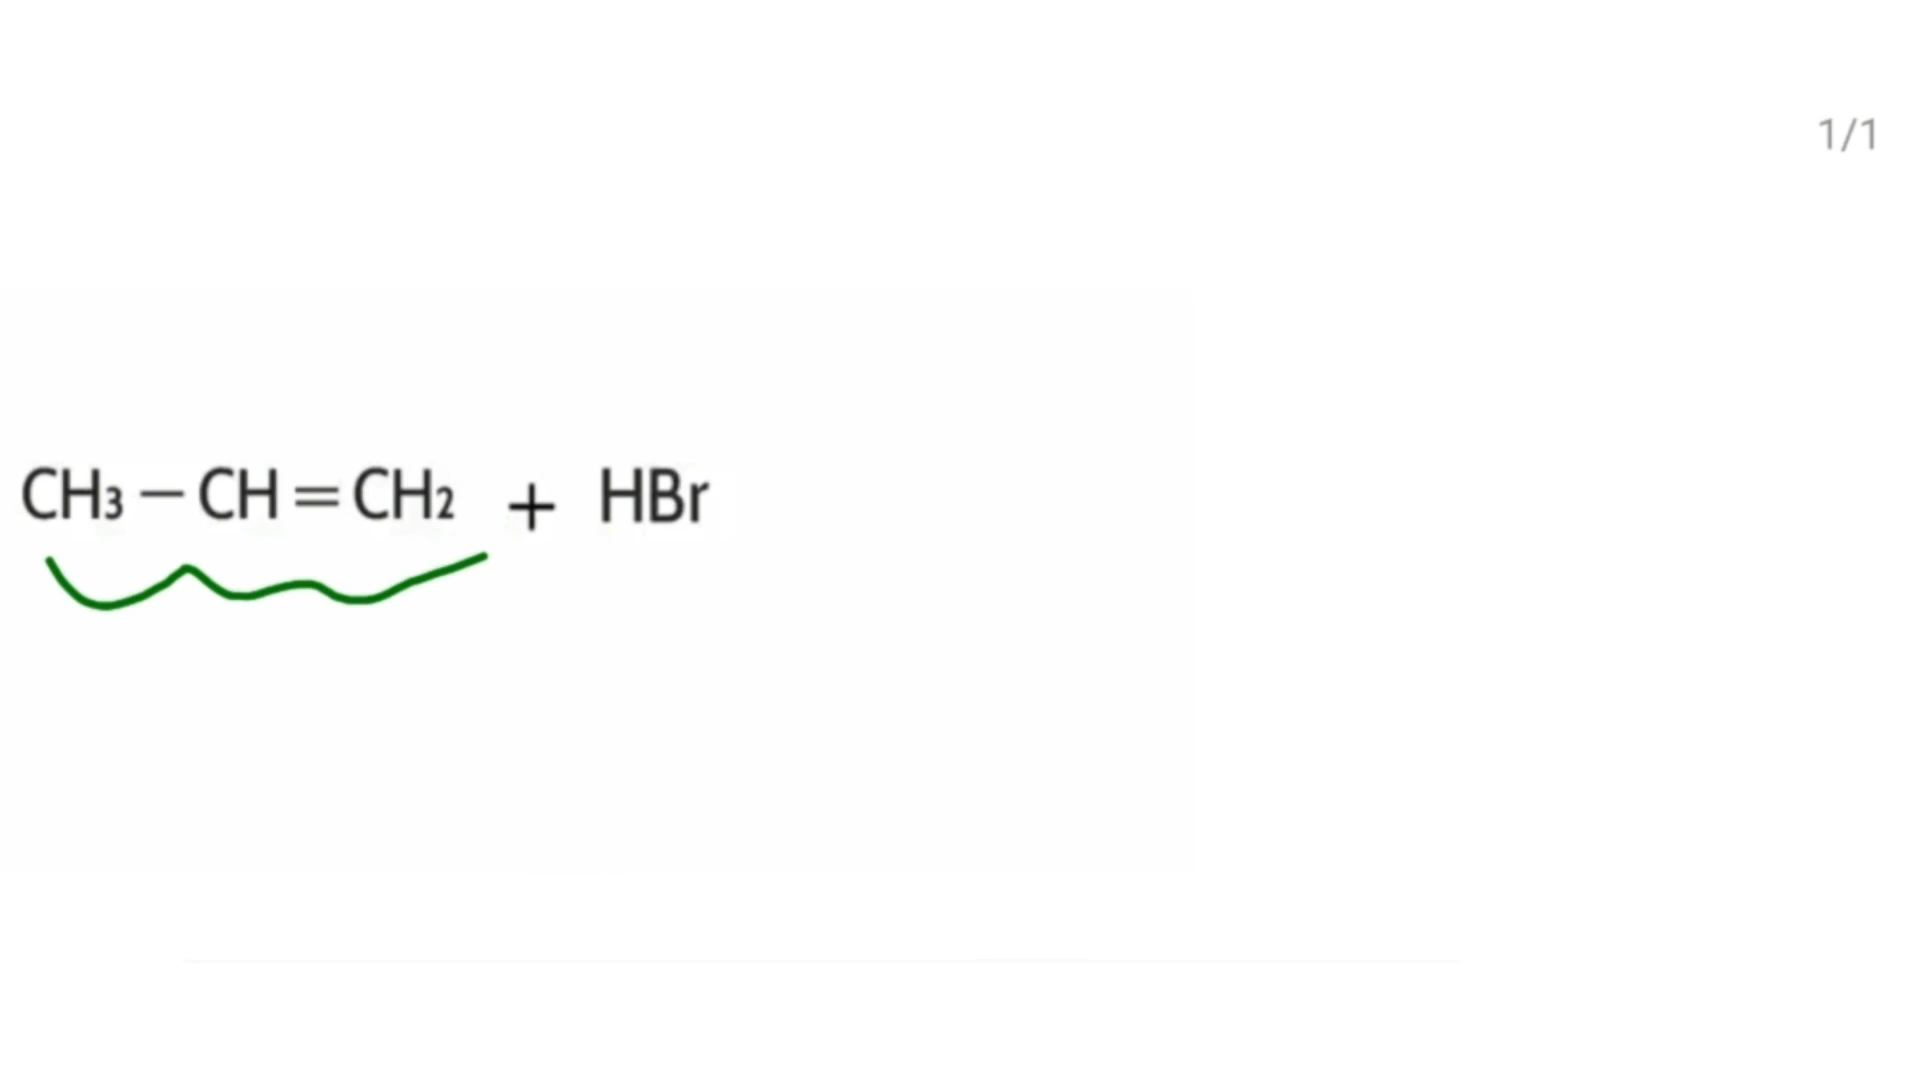 1/1
CH₃ — CH = CH₂ + HBr